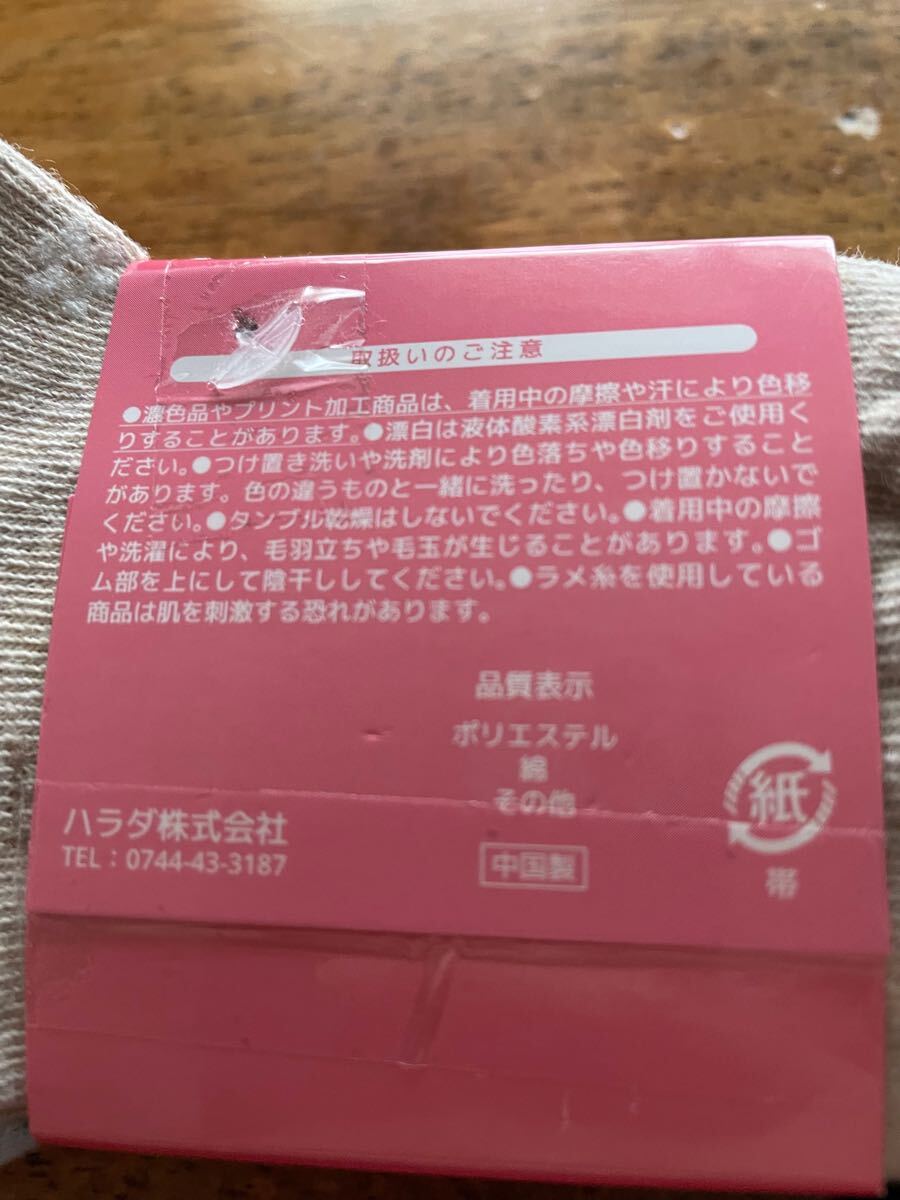 取扱いのご注意
●濃色品やプリント加工商品は、着用中の摩擦や汗により色移
りすることがあります。●漂白は液体酸素系漂白剤をご使用く
ださい。●つけ置き洗いや洗剤により色落ちや色移りすること
があります。色の違うものと一緒に洗ったり、つけ置かないで
ください。●タンブル乾燥はしないでください。●着用中の摩擦
や洗濯により、毛羽立ちや毛玉が生じることがあります。●ゴ
ム部を上にして陰干ししてください。●ラメ糸を使用している
商品は肌を刺激する恐れがあります。
品質表示
ポリエステル
綿
その他
中国製
ハラダ株式会社
TEL：0744-43-3187
紙
帯